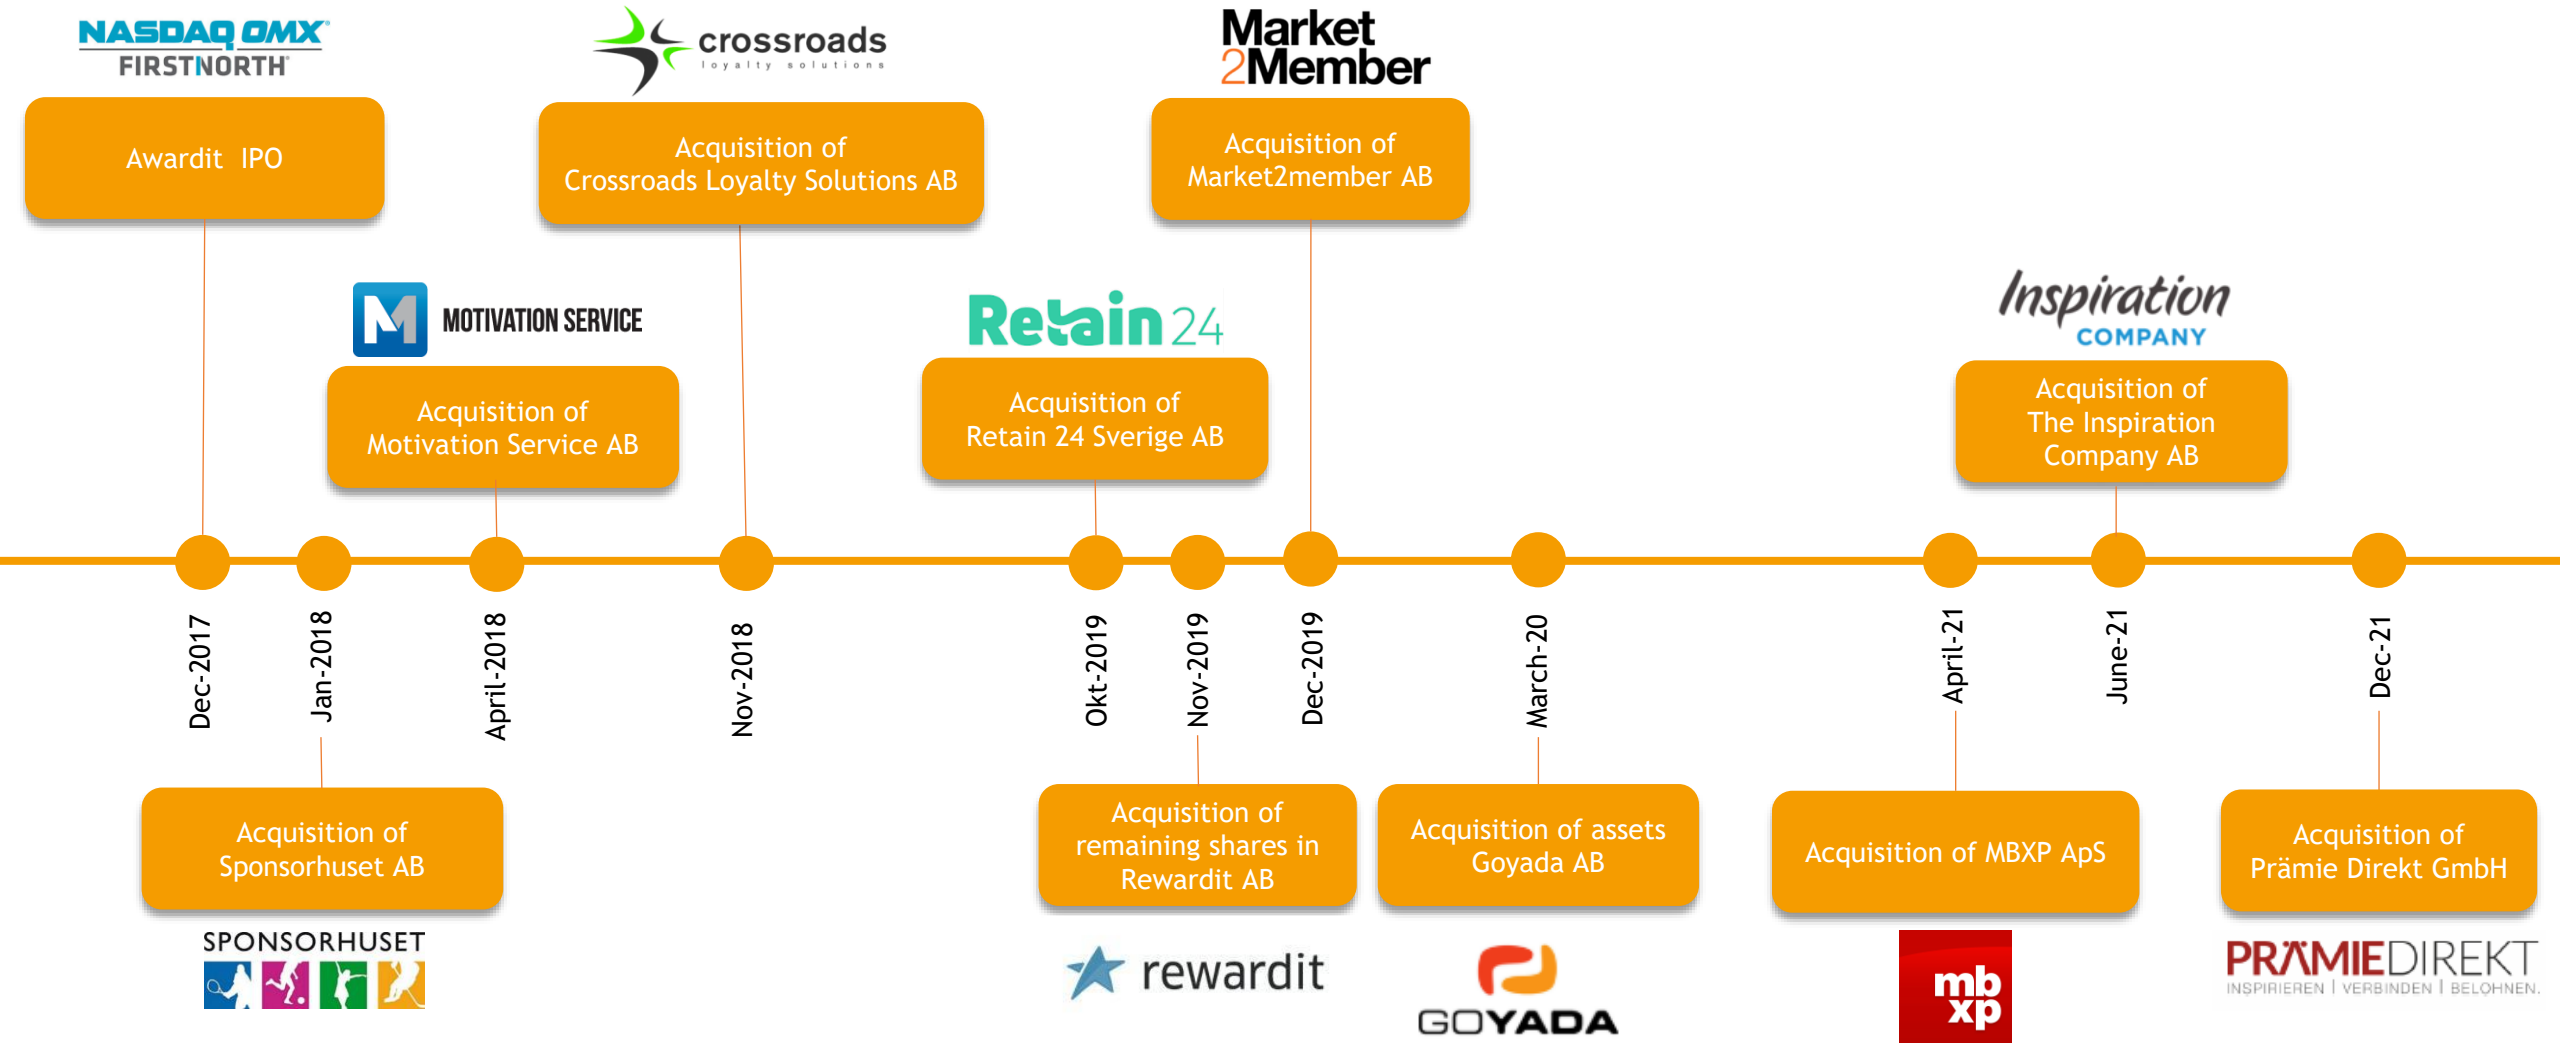 NASDAQ OMX
FIRSTNORTH
Awardit IPO
crossroads
loyalty solutions
Acquisition of
Crossroads Loyalty Solutions AB
Market
2Member
Acquisition of
Market2member AB
MOTIVATION SERVICE
Acquisition of
Motivation Service AB
Retain 24
Acquisition of
Retain 24 Sverige AB
Inspiration
COMPANY
Acquisition of
The Inspiration
Company AB
Dec-2017
Jan-2018
April-2018
Nov-2018
Okt-2019
Nov-2019
Dec-2019
March-20
April-21
June-21
Dec-21
Acquisition of
Sponsorhuset AB
SPONSORHUSET
Acquisition of
remaining shares in
Rewardit AB
rewardit
Acquisition of assets
Goyada AB
GOYADA
Acquisition of MBXP ApS
mb
xp
Acquisition of
Prämie Direkt GmbH
PRÄMIEDIREKT
INSPIRIEREN | VERBINDEN | BELOHNEN.